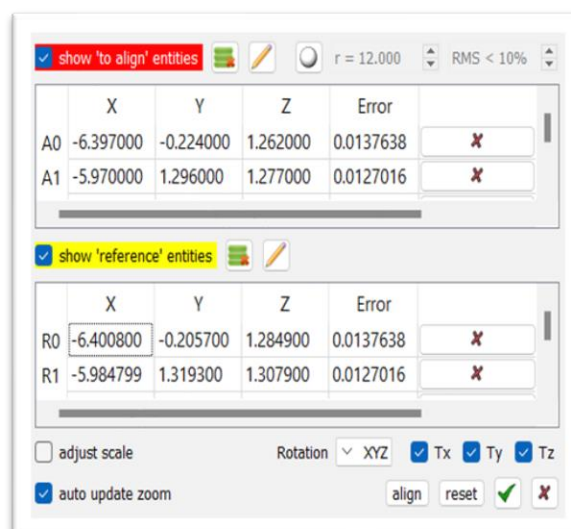 show 'to align' entities r = 12.000 RMS < 10%
X Y Z Error
A0 -6.397000 -0.224000 1.262000 0.0137638
A1 -5.970000 1.296000 1.277000 0.0127016
show 'reference' entities
X Y Z Error
R0 -6.400800 -0.205700 1.284900 0.0137638
R1 -5.984799 1.319300 1.307900 0.0127016
adjust scale Rotation XYZ Tx Ty Tz
auto update zoom align reset